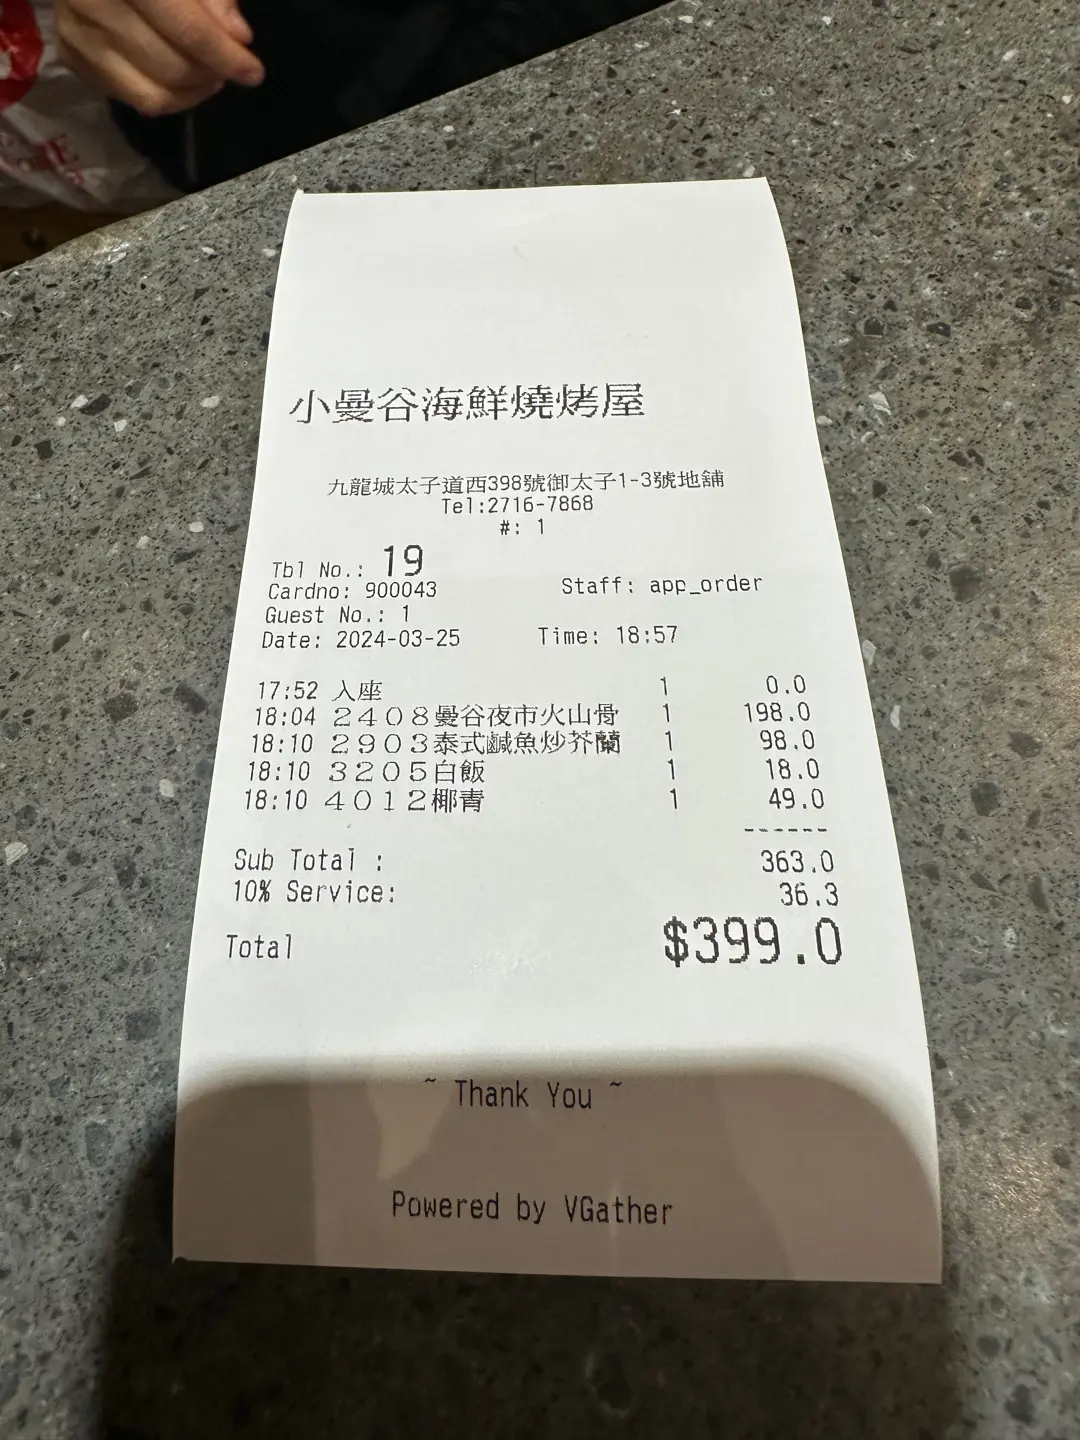 小曼谷海鮮燒烤屋
九龍城太子道西398號御太子1-3號地舖
Tel:2716-7868
#: 1
Tbl No.: 19
Cardno: 900043 Staff: app_order
Guest No.: 1
Date: 2024-03-25 Time: 18:57
17:52 入座 1 0.0
18:04 2408曼谷夜市火山骨 1 198.0
18:10 2903泰式鹹魚炒芥蘭 1 98.0
18:10 3205白飯 1 18.0
18:10 4012椰青 1 49.0
------
Sub Total : 363.0
10% Service: 36.3
Total $399.0
~ Thank You ~
Powered by VGather